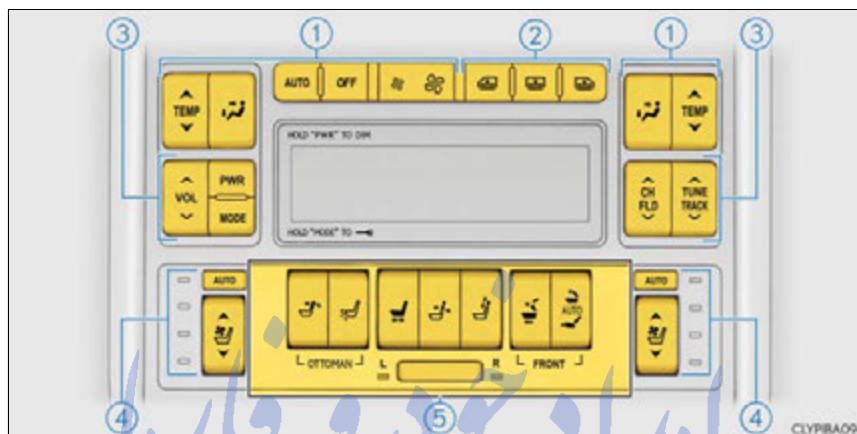 ③ ① ② ① ③
TEMP AUTO OFF TEMP
HOLD "PWR" TO DIM
VOL PWR CH FLD TUNE TRACK
MODE
HOLD "MODE" TO
AUTO AUTO
AUTO
OTTOMAN L R FRONT
④ ⑤ ④
CLYPIBA09